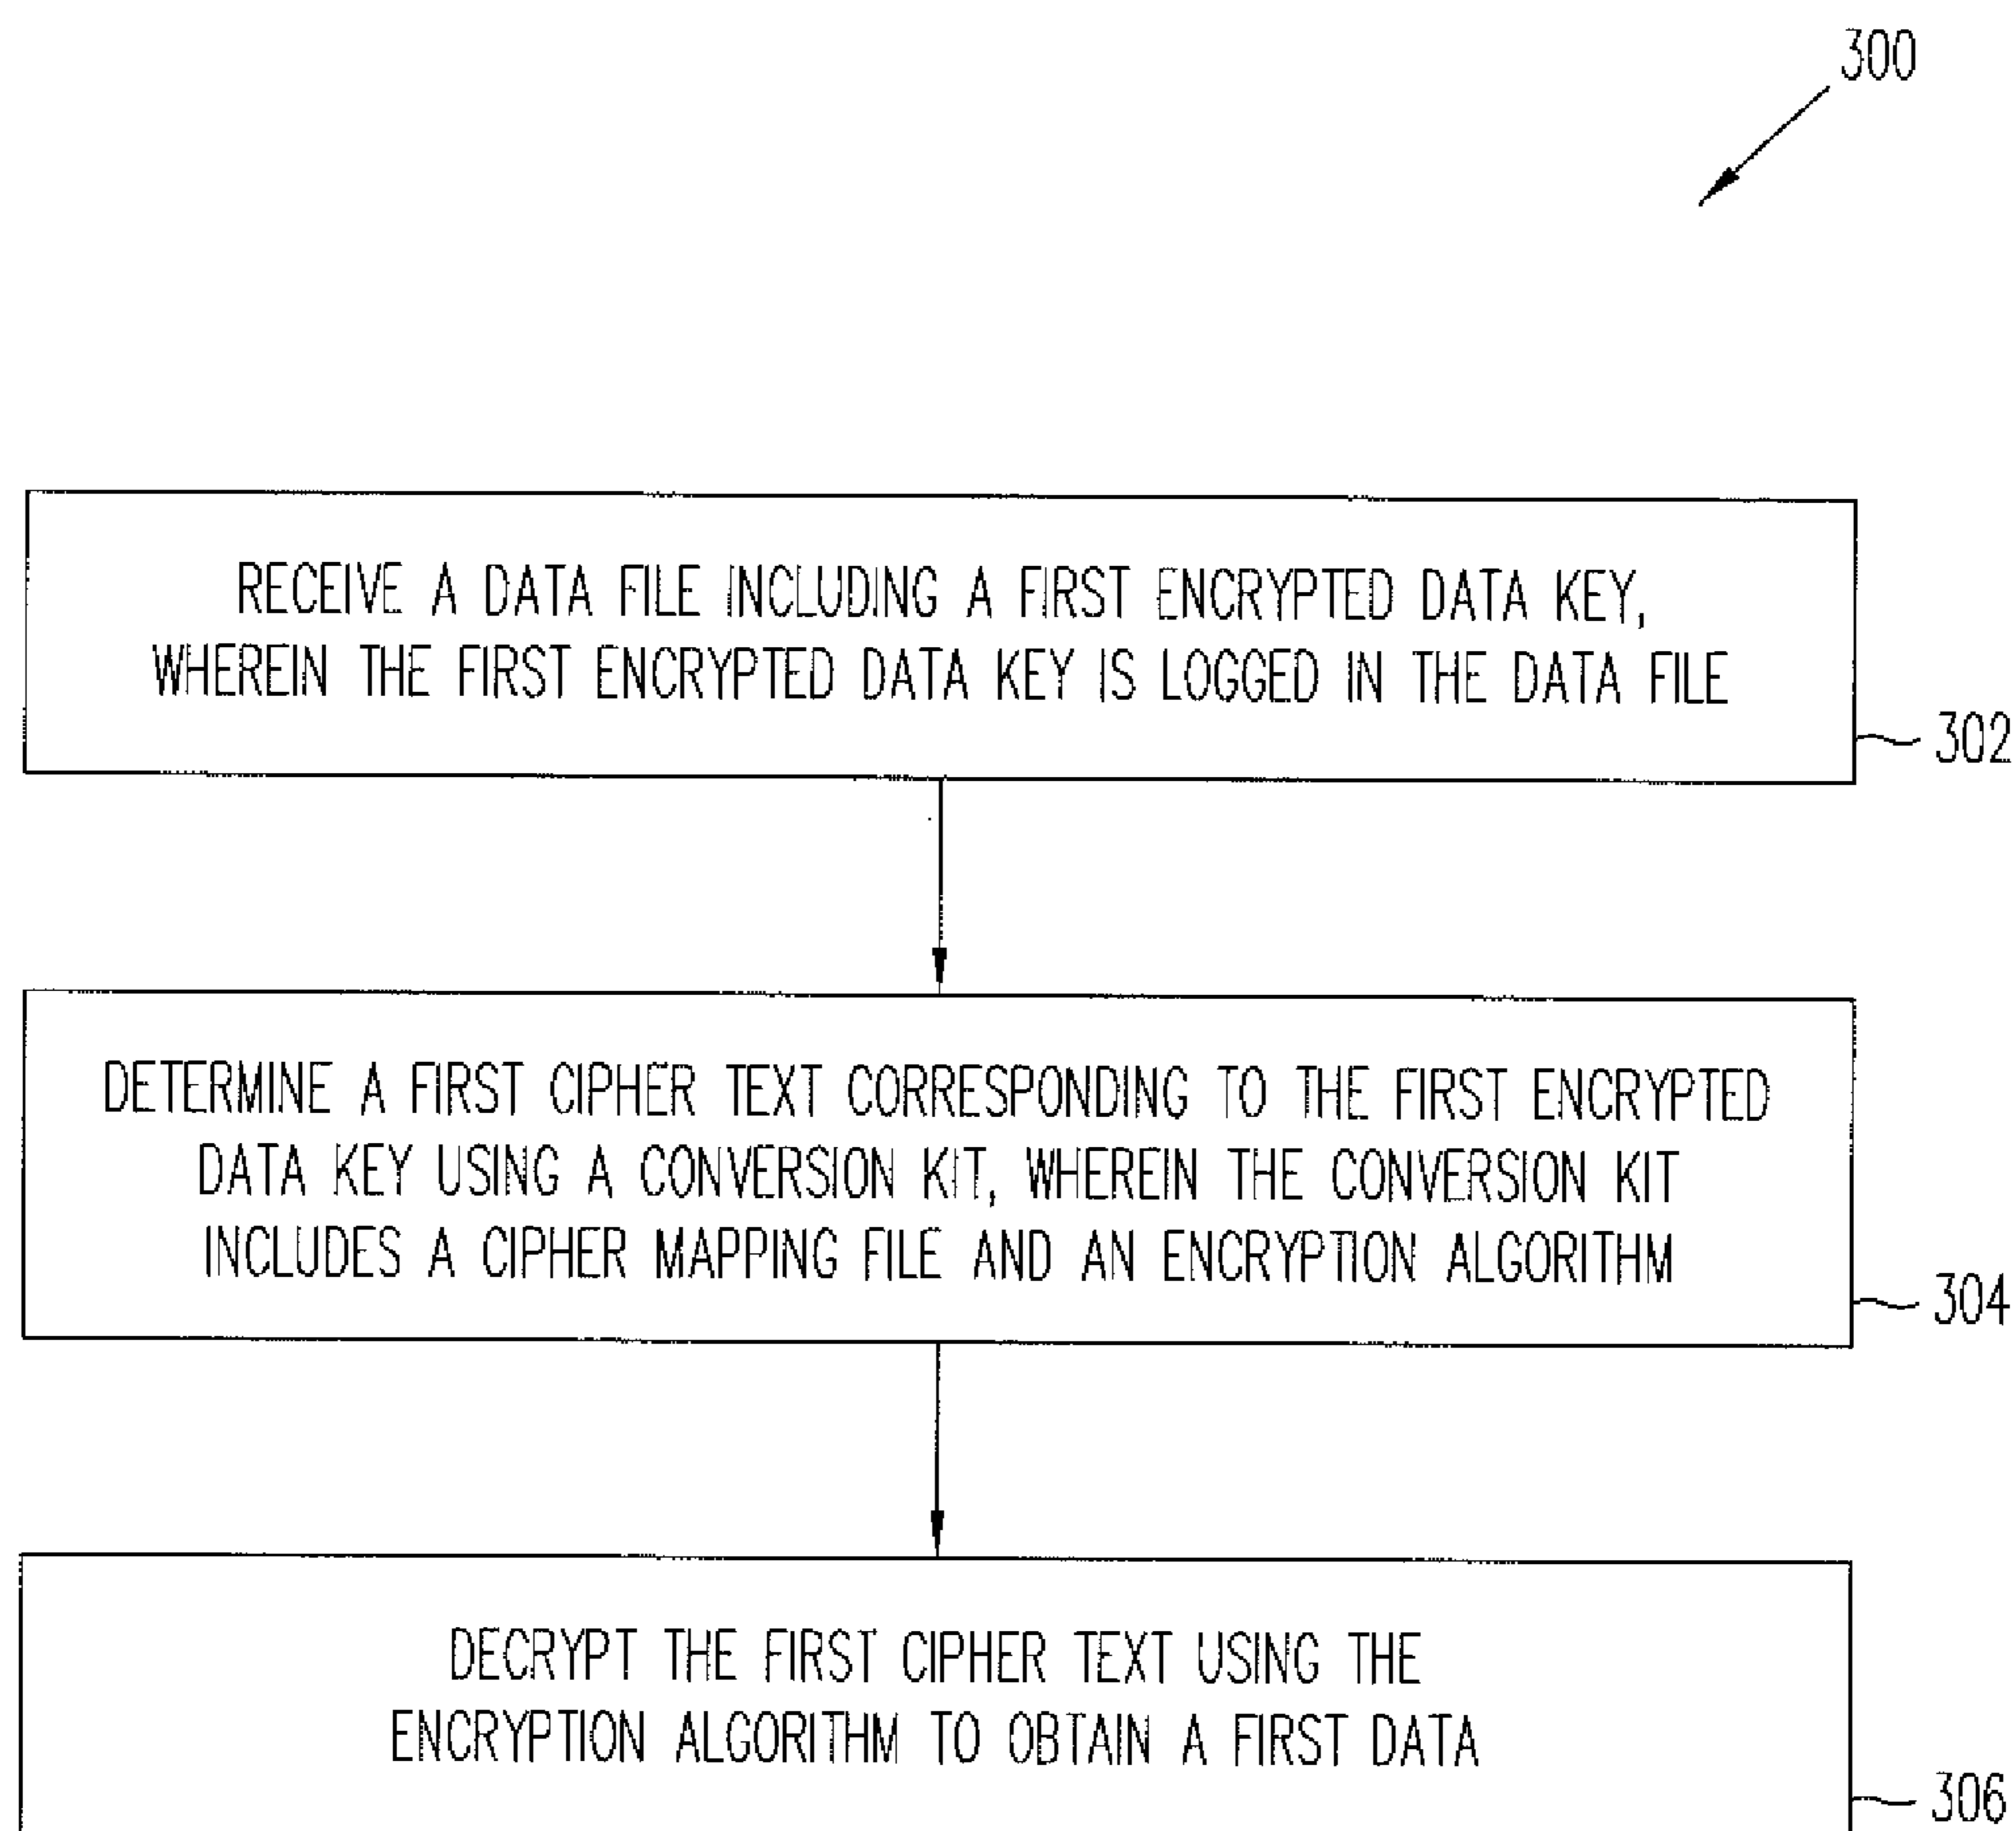 300
RECEIVE A DATA FILE INCLUDING A FIRST ENCRYPTED DATA KEY,
WHEREIN THE FIRST ENCRYPTED DATA KEY IS LOGGED IN THE DATA FILE
302
DETERMINE A FIRST CIPHER TEXT CORRESPONDING TO THE FIRST ENCRYPTED
DATA KEY USING A CONVERSION KIT, WHEREIN THE CONVERSION KIT
INCLUDES A CIPHER MAPPING FILE AND AN ENCRYPTION ALGORITHM
304
DECRYPT THE FIRST CIPHER TEXT USING THE
ENCRYPTION ALGORITHM TO OBTAIN A FIRST DATA
306